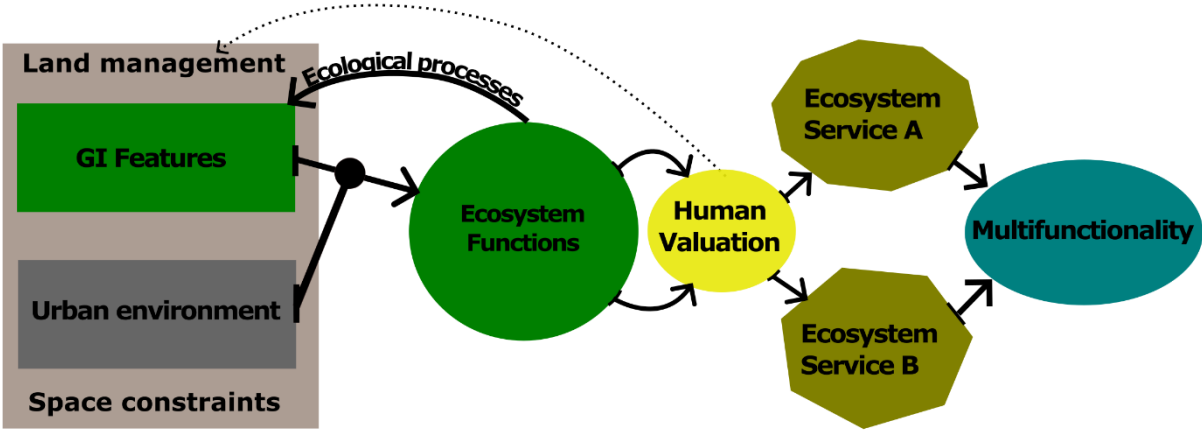 Land management
GI Features
Urban environment
Space constraints
Ecological processes
Ecosystem
Functions
Human
Valuation
Ecosystem
Service A
Ecosystem
Service B
Multifunctionality